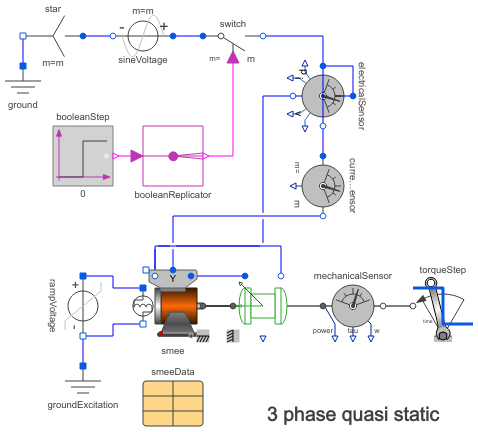 star
m=m
ground
m=m
- +
sineVoltage
switch
m=
m
electricalSensor
booleanStep
0
booleanReplicator
curre...ensor
m=
m
rampVoltage
+
-
groundExcitation
Y
smee
smeeData
mechanicalSensor
power
tau
w
torqueStep
time
3 phase quasi static